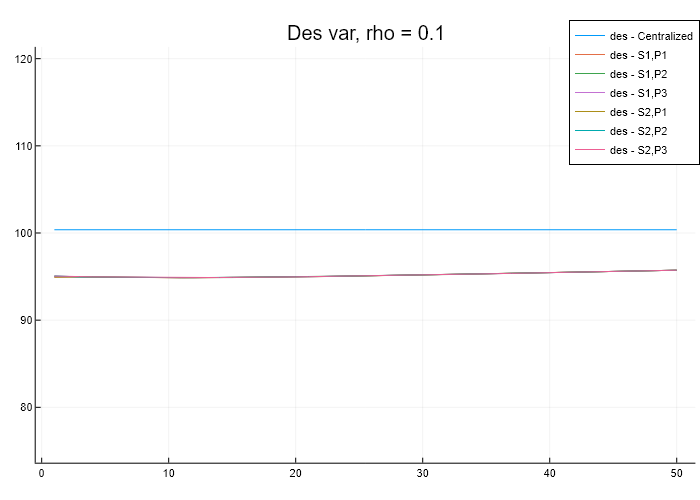 Des var, rho = 0.1
des - Centralized
des - S1,P1
des - S1,P2
des - S1,P3
des - S2,P1
des - S2,P2
des - S2,P3
120
110
100
90
80
0 10 20 30 40 50